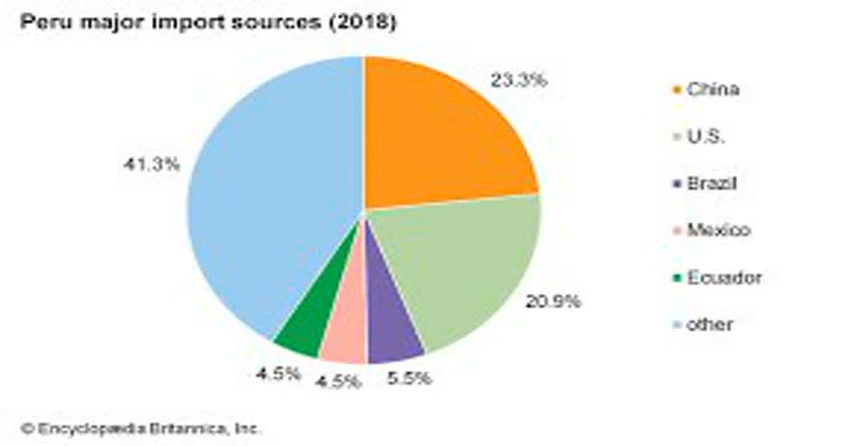 Peru major import sources (2018)
23.3%
China
U.S.
41.3%
Brazil
Mexico
Ecuador
20.9%
other
4.5%
4.5%
5.5%
© Encyclopædia Britannica, Inc.